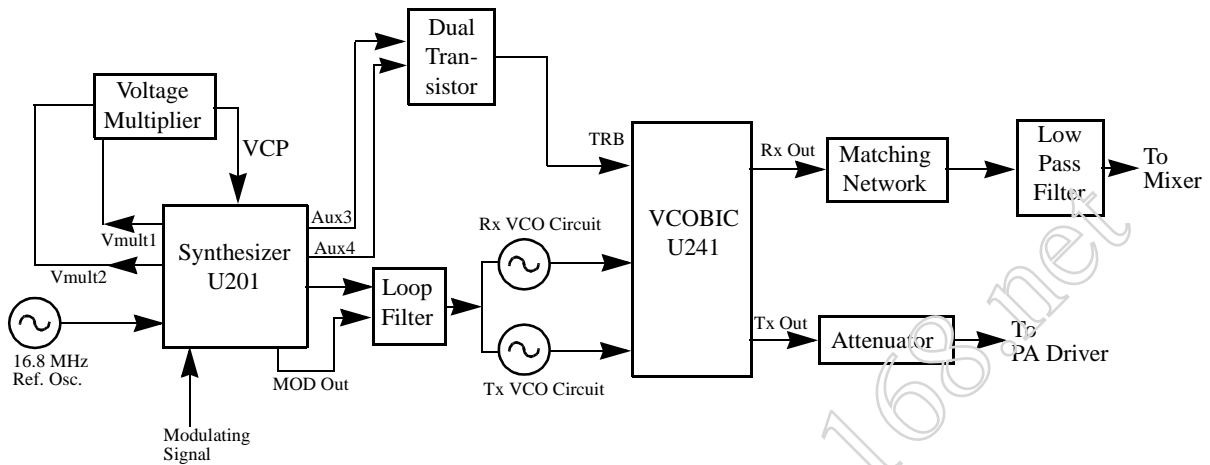 Dual
Tran-
sistor
Voltage
Multiplier
VCP
TRB
Rx Out
Matching
Network
Low
Pass
Filter
To
Mixer
Vmult1
Vmult2
Synthesizer
U201
Aux3
Aux4
Rx VCO Circuit
VCOBIC
U241
Loop
Filter
16.8 MHz
Ref. Osc.
MOD Out
Tx VCO Circuit
Tx Out
Attenuator
To
PA Driver
Modulating
Signal
168.net